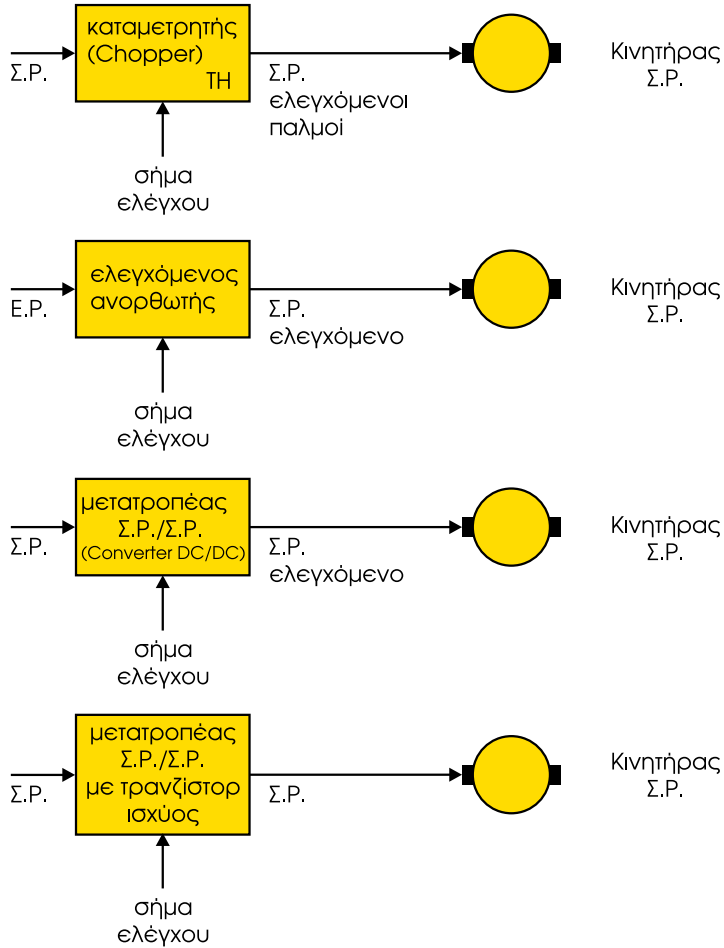 καταμετρητής
(Chopper)
ΤΗ
Σ.Ρ.
Σ.Ρ.
ελεγχόμενοι
παλμοί
Κινητήρας
Σ.Ρ.
σήμα
ελέγχου
ελεγχόμενος
ανορθωτής
Ε.Ρ.
Σ.Ρ.
ελεγχόμενο
Κινητήρας
Σ.Ρ.
σήμα
ελέγχου
μετατροπέας
Σ.Ρ./Σ.Ρ.
(Converter DC/DC)
Σ.Ρ.
Σ.Ρ.
ελεγχόμενο
Κινητήρας
Σ.Ρ.
σήμα
ελέγχου
μετατροπέας
Σ.Ρ./Σ.Ρ.
με τρανζίστορ
ισχύος
Σ.Ρ.
Σ.Ρ.
Κινητήρας
Σ.Ρ.
σήμα
ελέγχου